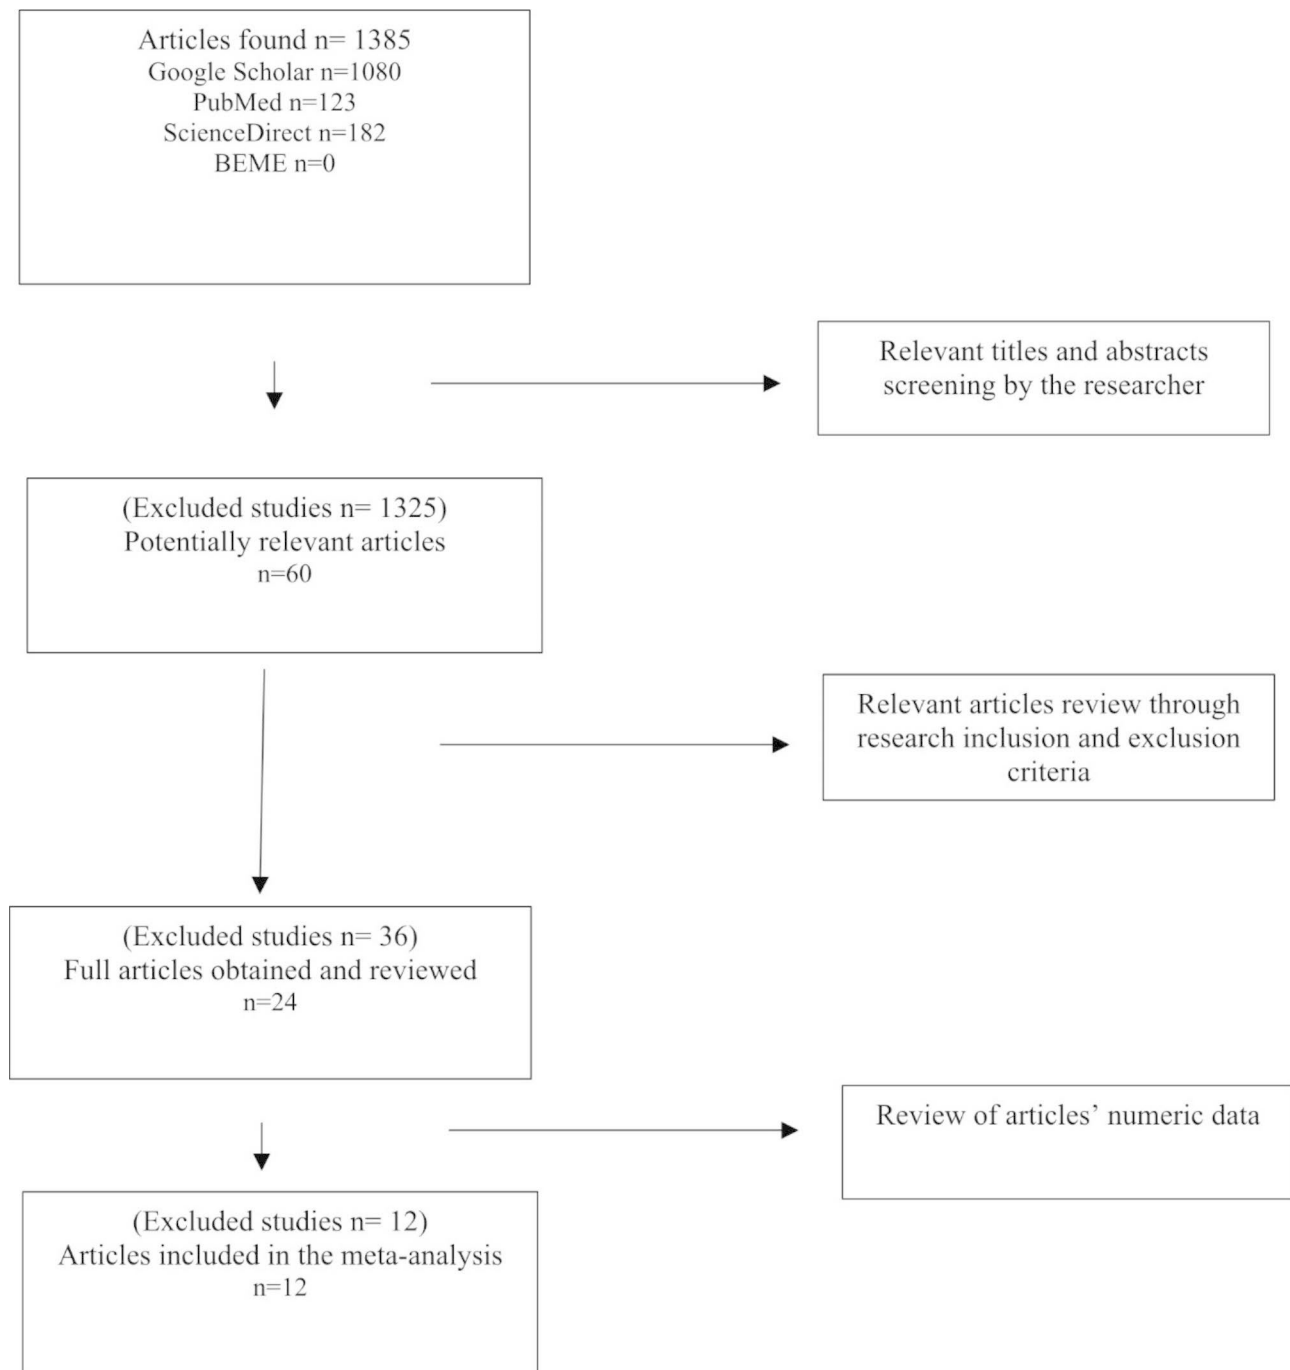 Articles found n= 1385
Google Scholar n=1080
PubMed n=123
ScienceDirect n=182
BEME n=0
Relevant titles and abstracts
screening by the researcher
(Excluded studies n= 1325)
Potentially relevant articles
n=60
Relevant articles review through
research inclusion and exclusion
criteria
(Excluded studies n= 36)
Full articles obtained and reviewed
n=24
Review of articles’ numeric data
(Excluded studies n= 12)
Articles included in the meta-analysis
n=12